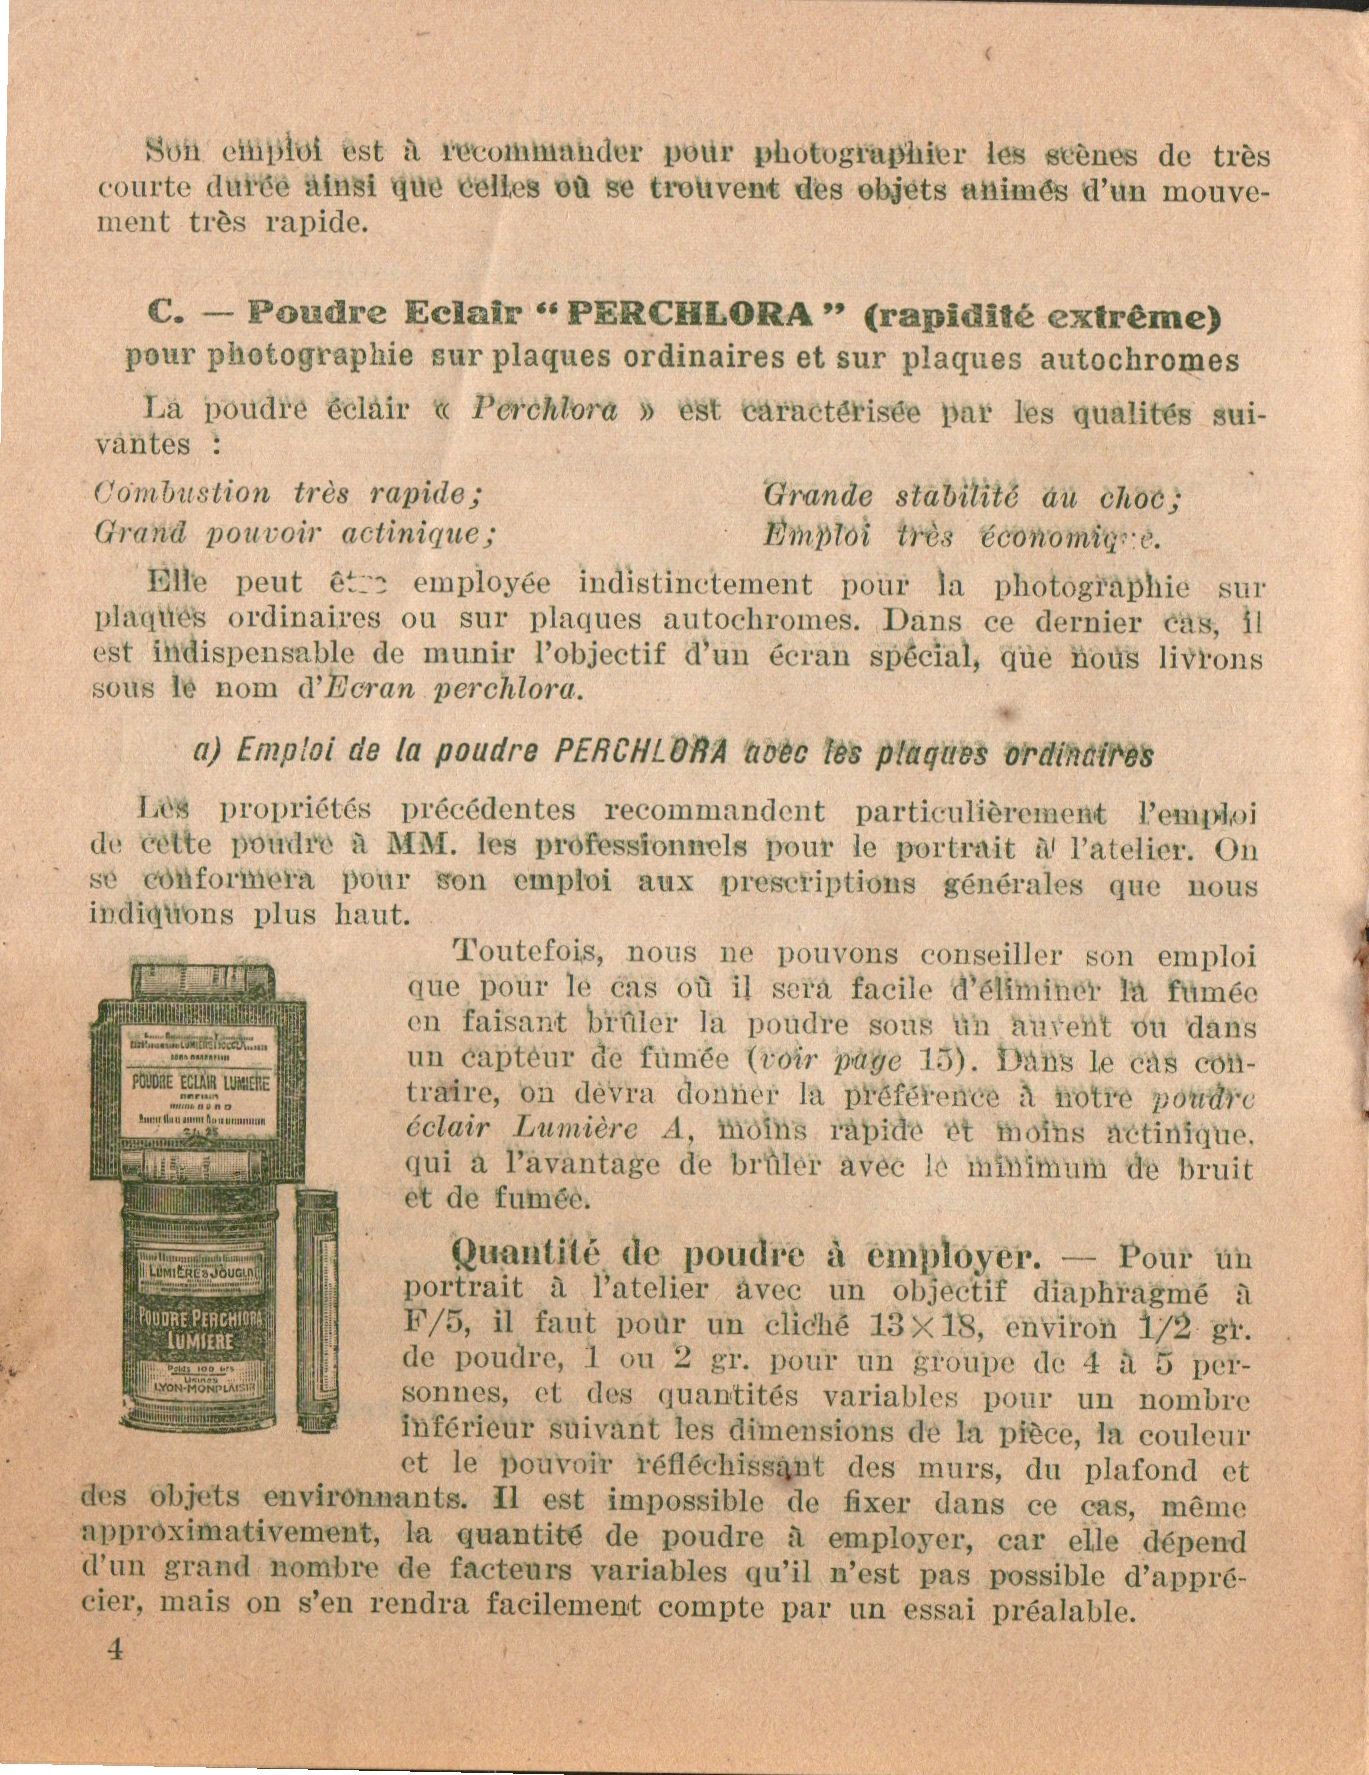 Son emploi est à recommander pour photographier les scènes de très
courte durée ainsi que celles où se trouvent des objets animés d'un mouve-
ment très rapide.
C. — Poudre Eclair “ PERCHLORA ” (rapidité extrême)
pour photographie sur plaques ordinaires et sur plaques autochromes
La poudre éclair « Perchlora » est caractérisée par les qualités sui-
vantes :
Combustion très rapide; Grande stabilité au choc;
Grand pouvoir actinique; Emploi très économique.
Elle peut être employée indistinctement pour la photographie sur
plaques ordinaires ou sur plaques autochromes. Dans ce dernier cas, il
est indispensable de munir l'objectif d'un écran spécial, que nous livrons
sous le nom d'Ecran perchlora.
a) Emploi de la poudre PERCHLORA avec les plaques ordinaires
Les propriétés précédentes recommandent particulièrement l'emploi
de cette poudre à MM. les professionnels pour le portrait à l'atelier. On
se conformera pour son emploi aux prescriptions générales que nous
indiquons plus haut.
Toutefois, nous ne pouvons conseiller son emploi
que pour le cas où il sera facile d'éliminer la fumée
en faisant brûler la poudre sous un auvent ou dans
un capteur de fumée (voir page 15). Dans le cas con-
traire, on devra donner la préférence à notre poudre
éclair Lumière A, moins rapide et moins actinique,
qui a l'avantage de brûler avec le minimum de bruit
et de fumée.
POUDRE ECLAIR LUMIERE
LUMIÈRE & JOUGLA
POUDRE PERCHLORA
LUMIERE
Poids 100 grs
USINES
LYON-MONPLAISIR
Quantité de poudre à employer. — Pour un
portrait à l'atelier avec un objectif diaphragmé à
F/5, il faut pour un cliché 13×18, environ 1/2 gr.
de poudre, 1 ou 2 gr. pour un groupe de 4 à 5 per-
sonnes, et des quantités variables pour un nombre
inférieur suivant les dimensions de la pièce, la couleur
et le pouvoir réfléchissant des murs, du plafond et
des objets environnants. Il est impossible de fixer dans ce cas, même
approximativement, la quantité de poudre à employer, car elle dépend
d'un grand nombre de facteurs variables qu'il n'est pas possible d'appré-
cier, mais on s'en rendra facilement compte par un essai préalable.
4